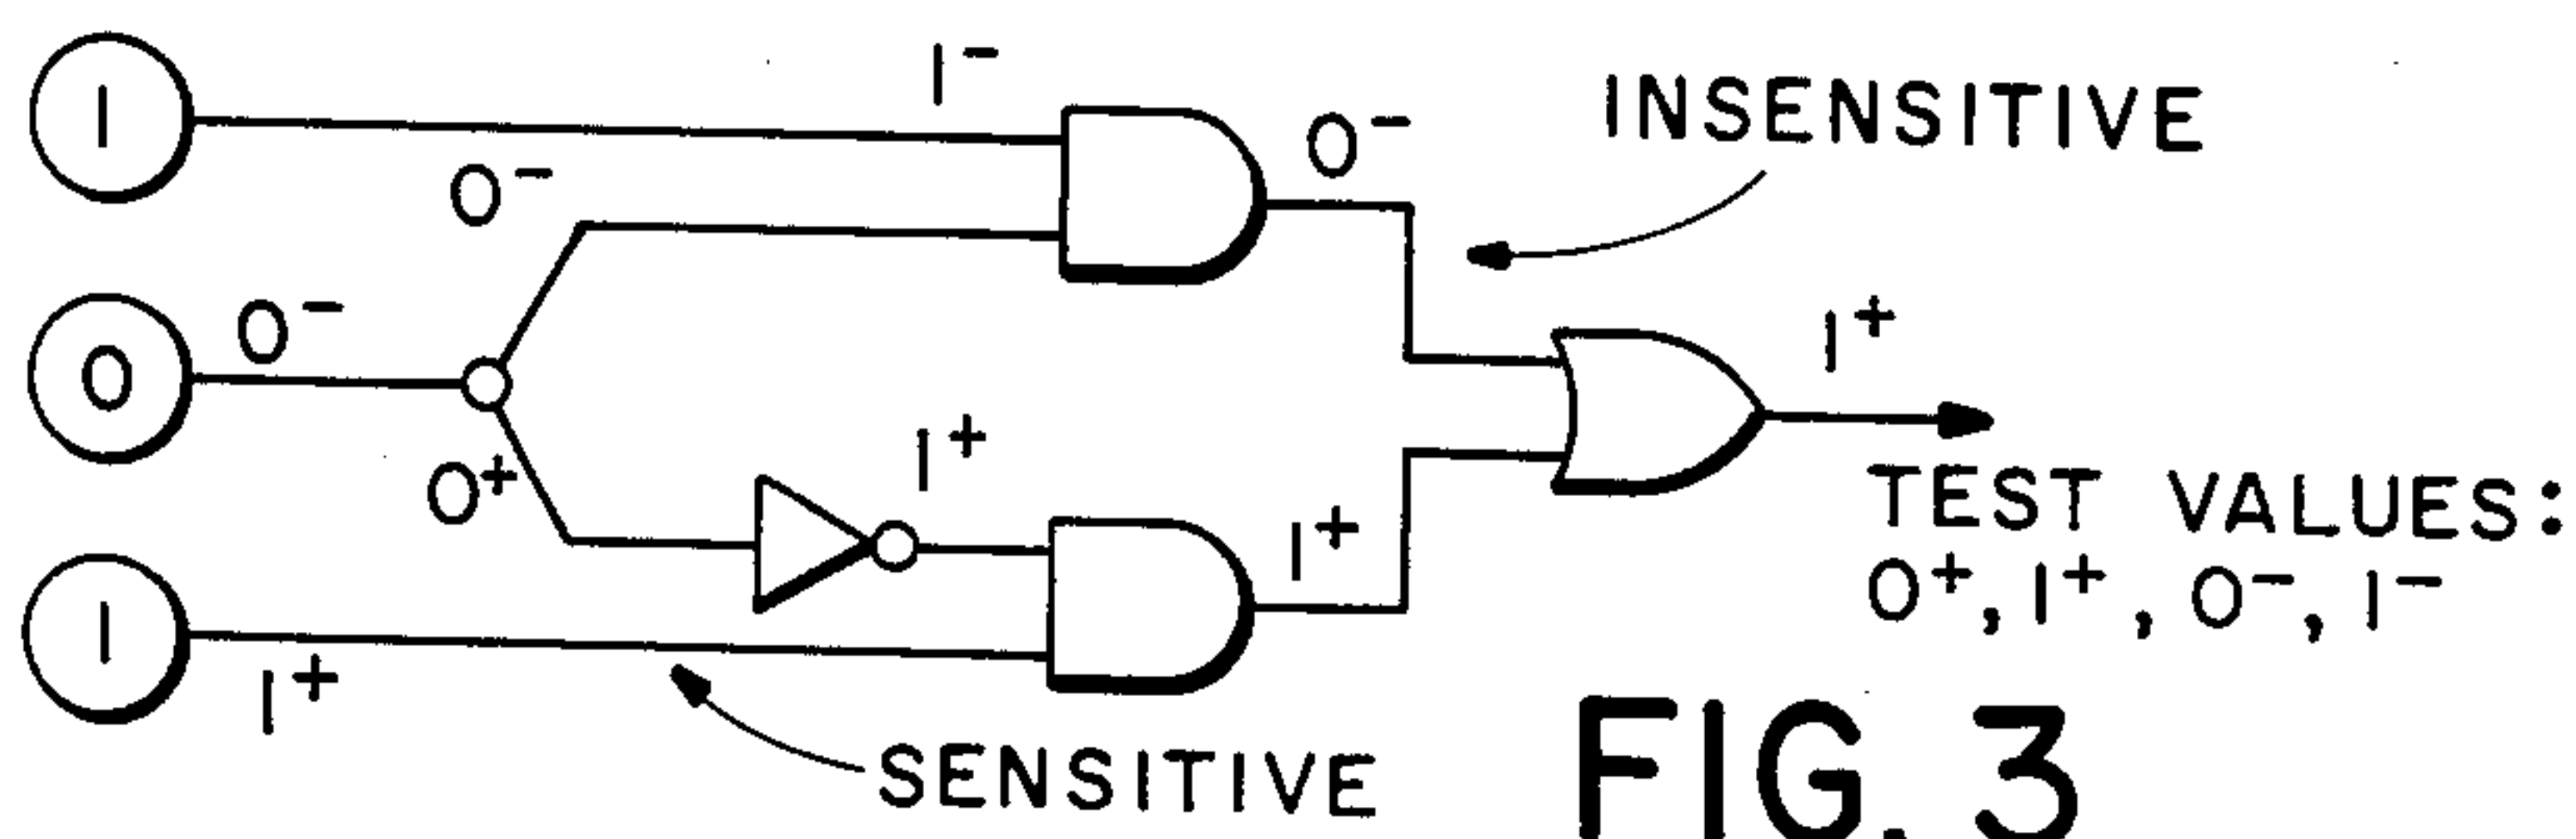 1
1⁻
INSENSITIVE
0⁻
0⁻
0
0⁻
1⁺
0⁺
1⁺
1⁺
TEST VALUES:
0⁺, 1⁺, 0⁻, 1⁻
1
1⁺
SENSITIVE
FIG. 3